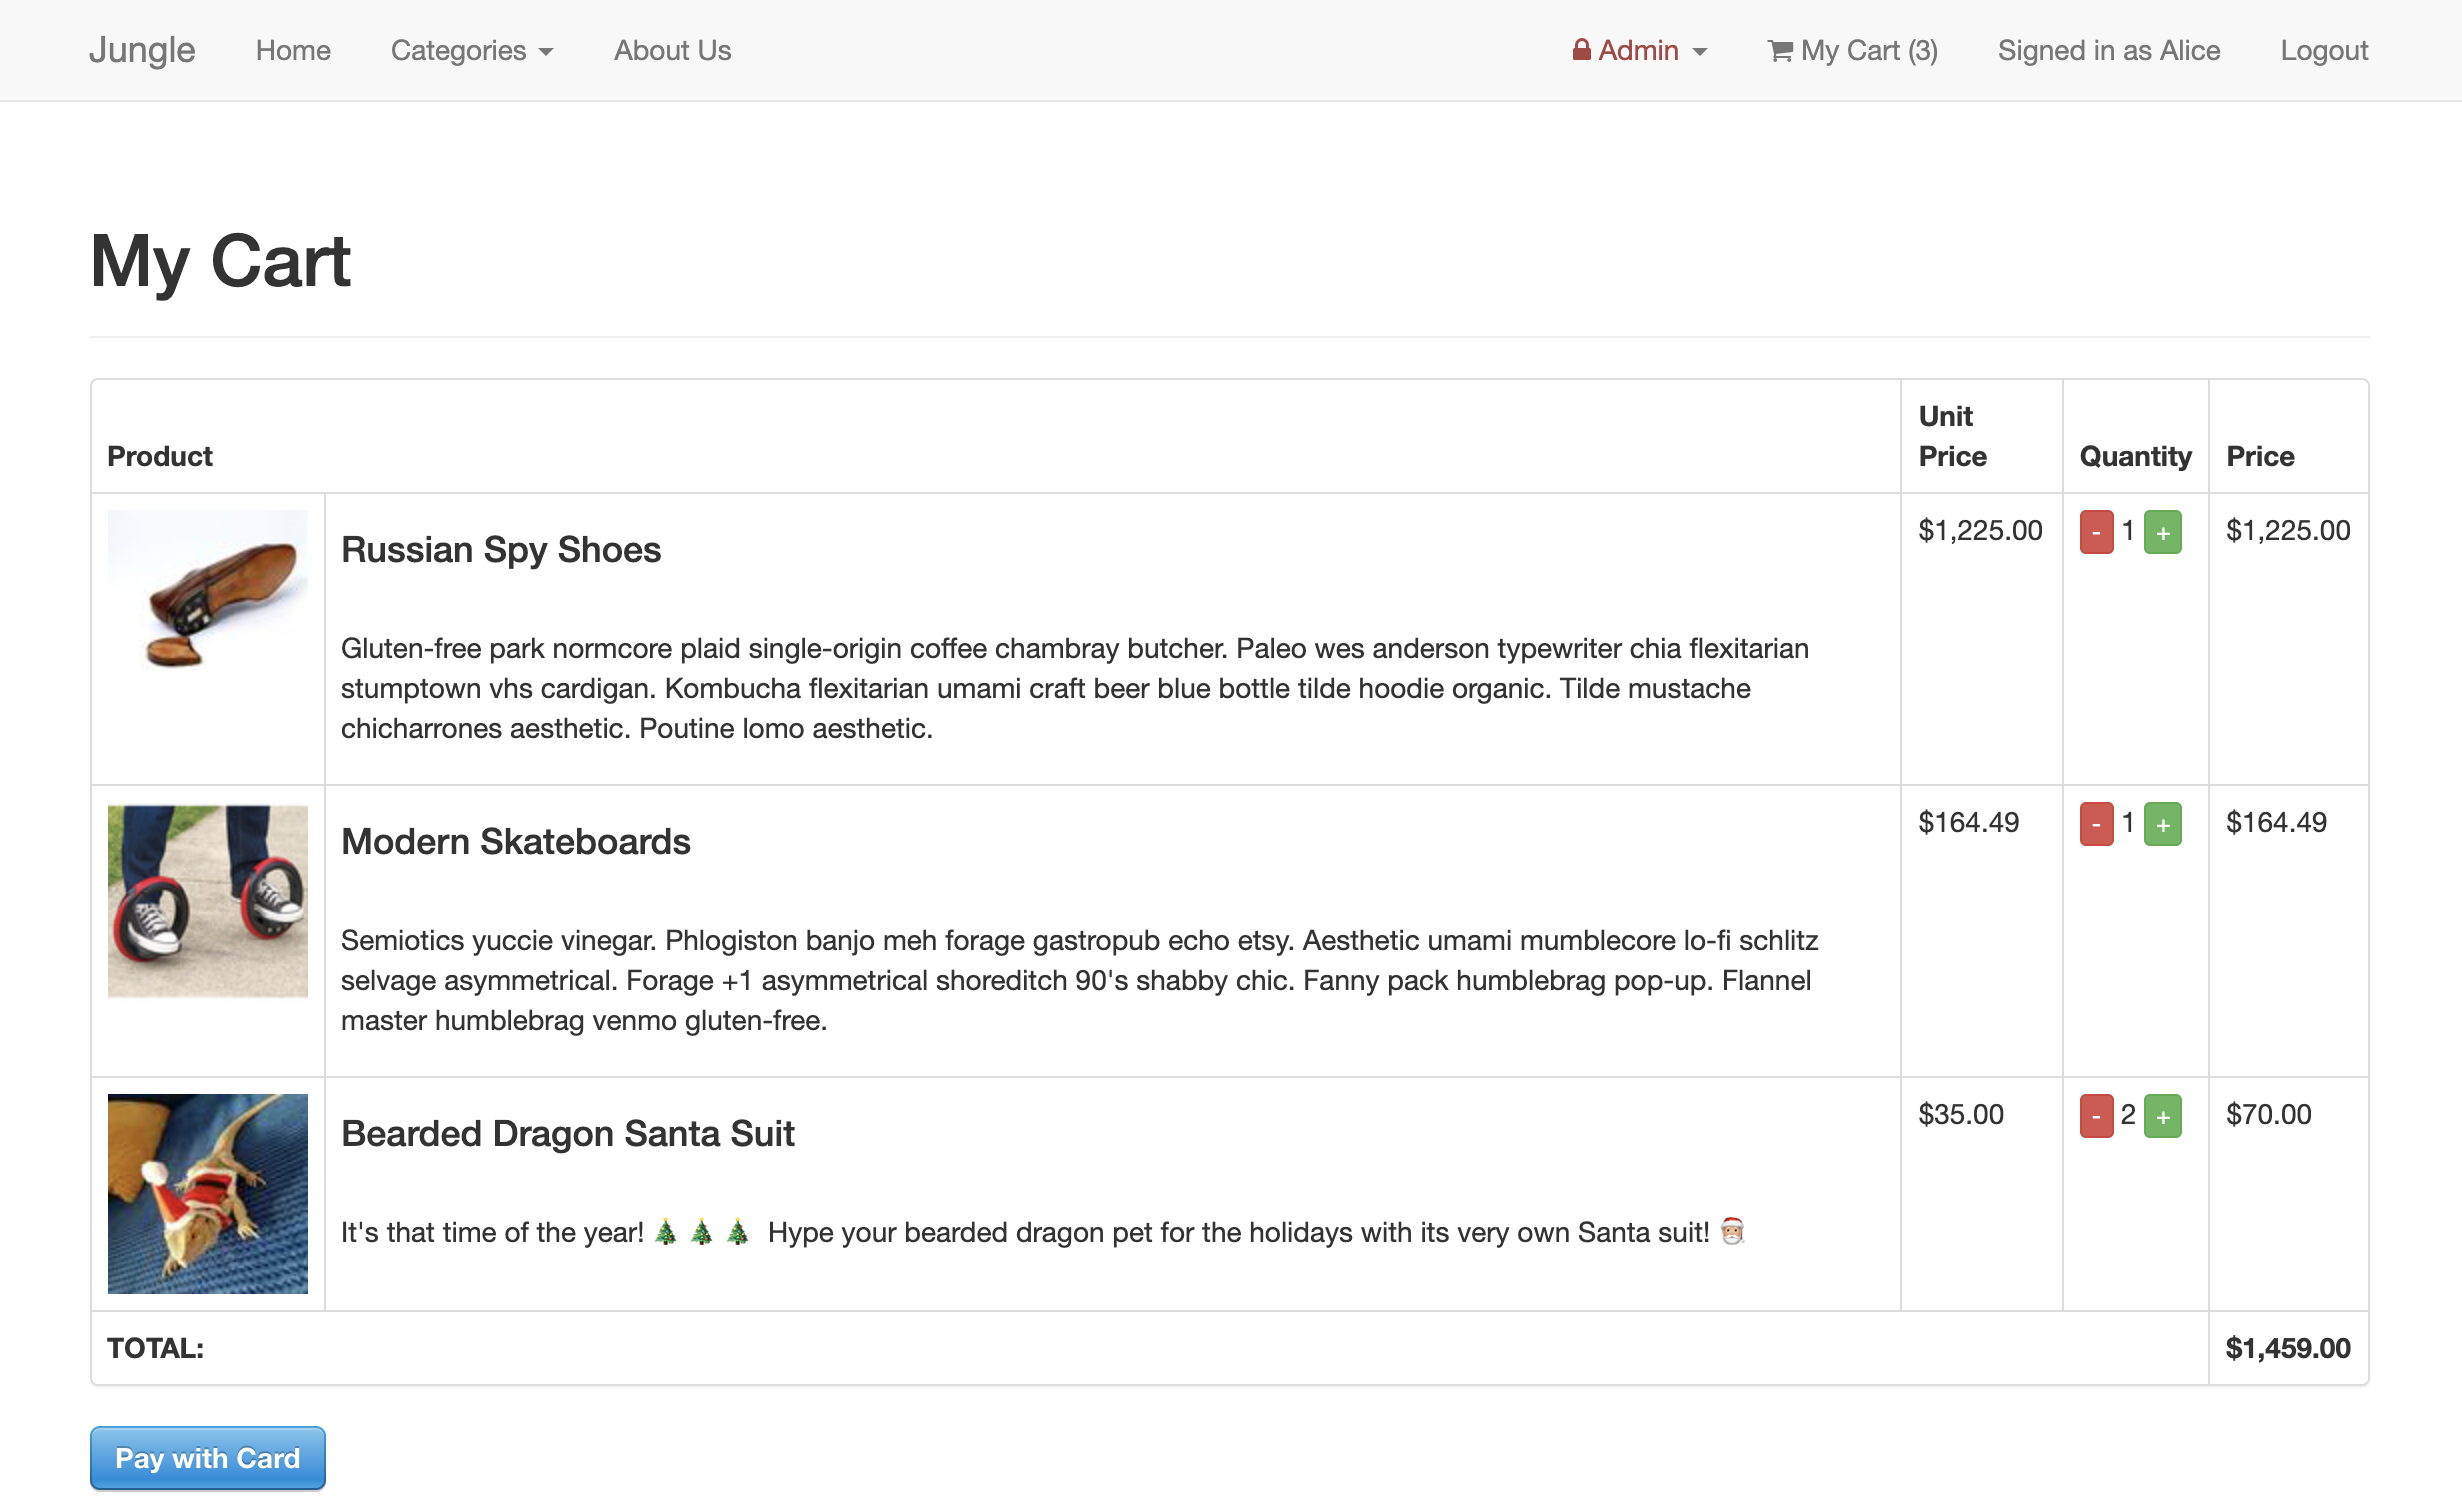 Jungle Home Categories About Us Admin My Cart (3) Signed in as Alice Logout
My Cart
Product Unit Price Quantity Price
Russian Spy Shoes $1,225.00 - 1 + $1,225.00
Gluten-free park normcore plaid single-origin coffee chambray butcher. Paleo wes anderson typewriter chia flexitarian
stumptown vhs cardigan. Kombucha flexitarian umami craft beer blue bottle tilde hoodie organic. Tilde mustache
chicharrones aesthetic. Poutine lomo aesthetic.
Modern Skateboards $164.49 - 1 + $164.49
Semiotics yuccie vinegar. Phlogiston banjo meh forage gastropub echo etsy. Aesthetic umami mumblecore lo-fi schlitz
selvage asymmetrical. Forage +1 asymmetrical shoreditch 90's shabby chic. Fanny pack humblebrag pop-up. Flannel
master humblebrag venmo gluten-free.
Bearded Dragon Santa Suit $35.00 - 2 + $70.00
It's that time of the year! 🎄 🎄 🎄 Hype your bearded dragon pet for the holidays with its very own Santa suit! 🎅🏼
TOTAL: $1,459.00
Pay with Card